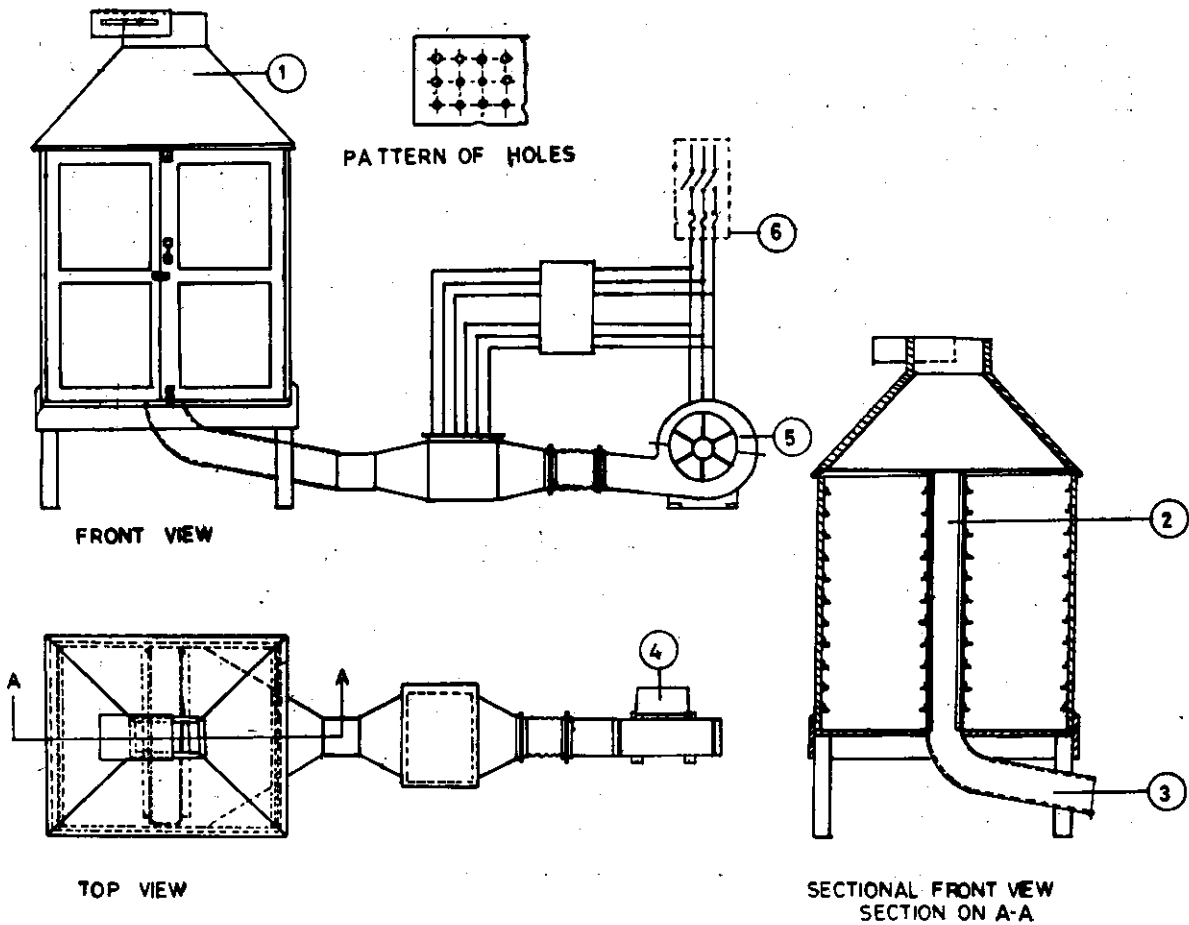 1
PATTERN OF HOLES
6
5
FRONT VIEW
2
A
A
4
3
TOP VIEW
SECTIONAL FRONT VIEW
SECTION ON A-A